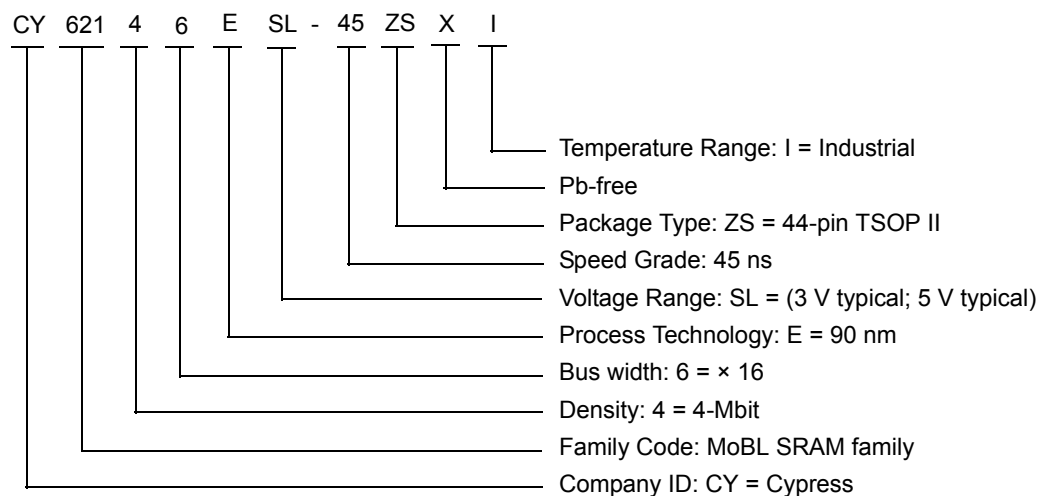 CY 621 4 6 E SL - 45 ZS X I
Temperature Range: I = Industrial
Pb-free
Package Type: ZS = 44-pin TSOP II
Speed Grade: 45 ns
Voltage Range: SL = (3 V typical; 5 V typical)
Process Technology: E = 90 nm
Bus width: 6 = × 16
Density: 4 = 4-Mbit
Family Code: MoBL SRAM family
Company ID: CY = Cypress